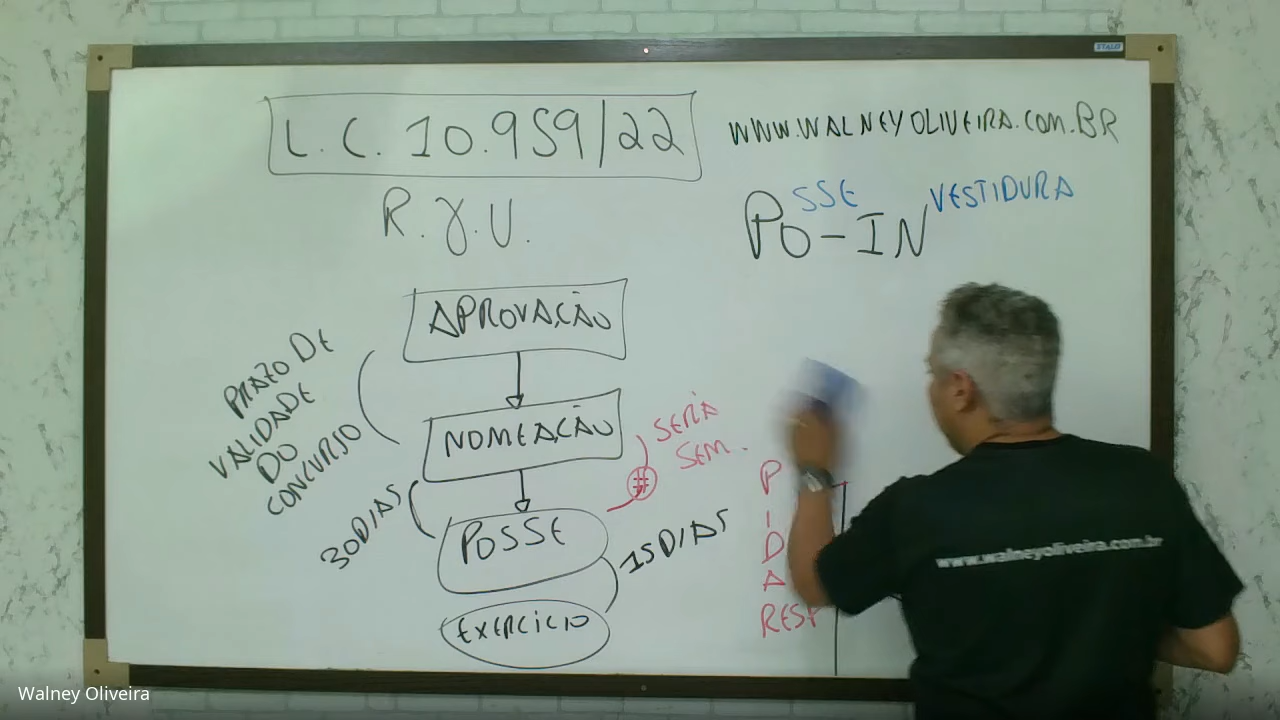 L.C. 10.959/22
R.J.U.
WWW.WALNEYOLIVEIRA.COM.BR
SSE VESTIDURA
PO-IN
APROVAÇÃO
PRAZO DE
VALIDADE
DO
CONCURSO
NOMEAÇÃO
30 DIAS
POSSE
#
SEM.
15 DIAS
EXERCÍCIO
P
I
D
A
RESP
www.walneyoliveira.com.br
STALO
Walney Oliveira